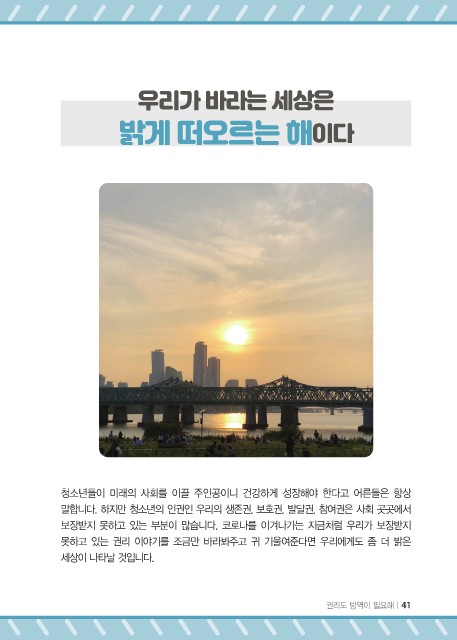 우리가 바라는 세상은
밝게 떠오르는 해이다
청소년들이 미래의 사회를 이끌 주인공이니 건강하게 성장해야 한다고 어른들은 항상
말합니다. 하지만 청소년의 인권인 우리의 생존권, 보호권, 발달권, 참여권은 사회 곳곳에서
보장받지 못하고 있는 부분이 많습니다. 코로나를 이겨나가는 지금처럼 우리가 보장받지
못하고 있는 권리 이야기를 조금만 바라봐주고 귀 기울여준다면 우리에게도 좀 더 밝은
세상이 나타날 것입니다.
권리도 방역이 필요해 | 41